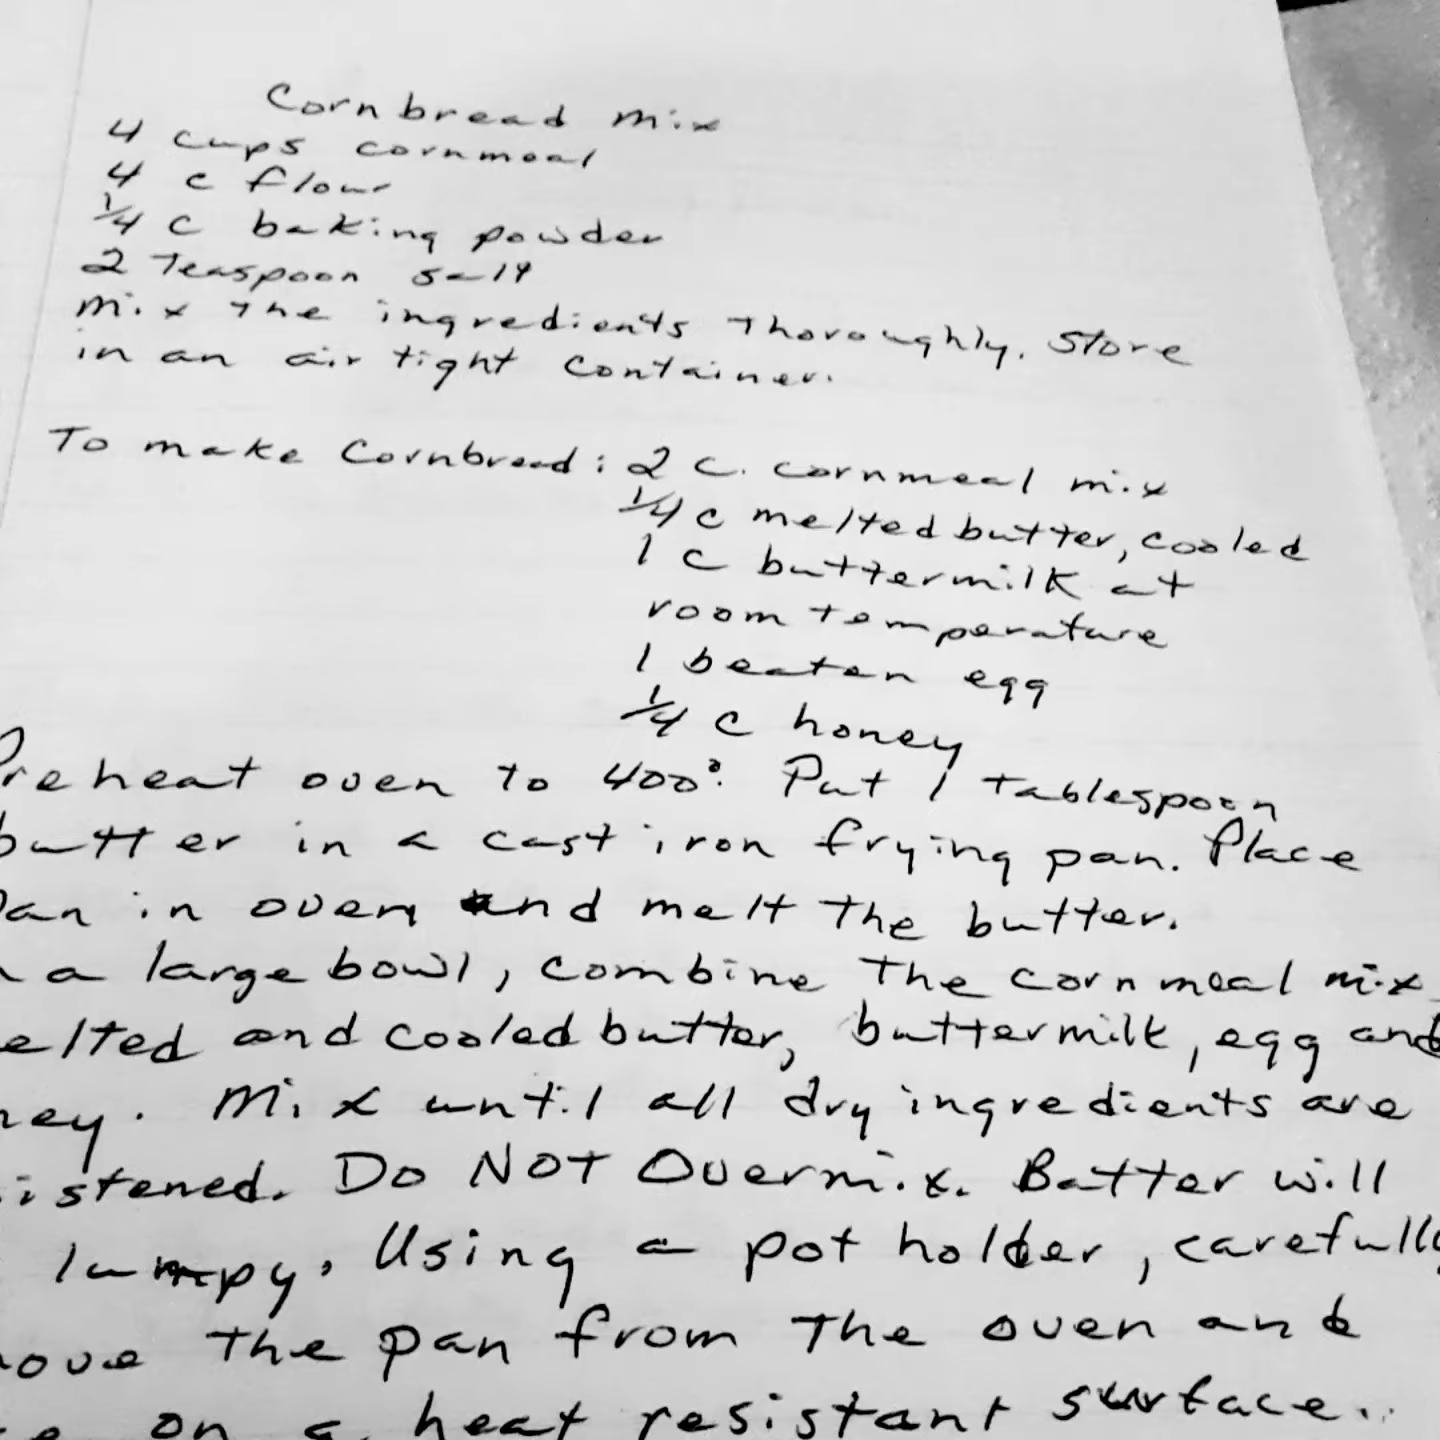 Cornbread Mix
4 cups cornmeal
4 c flour
1/4 c baking powder
2 Teaspoon salt
Mix the ingredients thoroughly. Store
in an air tight container.
To make Cornbread: 2 c. cornmeal mix
1/4 c melted butter, cooled
1 c buttermilk at
room temperature
1 beaten egg
1/4 c honey
Preheat oven to 400°. Put 1 tablespoon
butter in a cast iron frying pan. Place
Pan in oven and melt the butter.
a large bowl, combine the cornmeal mix
elted and cooled butter, buttermilk, egg and
ney. Mix until all dry ingredients are
istened. Do NOT Overmix. Batter will
lumpy. Using a pot holder, carefully
ove the pan from the oven and
on a heat resistant surface.